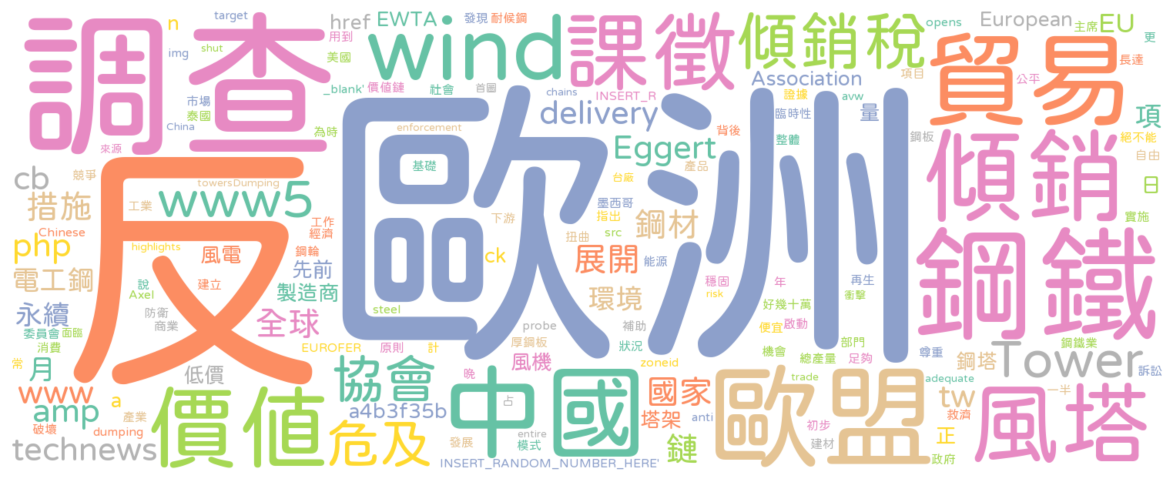 target
發現
耐候鋼
用到
n
href
EWTA
opens
European
主席
EU
更
img
shut
美國
wind
課徵
傾銷稅
長達
調查
_blank'
價值鏈
社會
首圖
chains
INSERT_R
Association
項目
公平
貿易
市場
泰國
China
為時
delivery
證據
avw
臨時性
量
項
來源
enforcement
背後
整體
鋼板
絕不能
自由
基礎
Eggert
產品
傾銷
cb
競爭
towers
Dumping
www5
台廠
日
措施
工業
下游
墨西哥
指出
鋼材
實施
反
歐洲
Chinese
工作
經濟
扭曲
src
php
highlights
風電
鋼輪
ck
展開
能源
鋼鐵
電工鋼
先前
穩固
年
再生
說
建立
製造商
環境
risk
好幾十萬
衝擊
Axel
永續
防衛
商業
全球
steel
probe
補助
便宜
啟動
部門
委員會
面臨
消費
EUROFER
原則
計
厚鋼板
狀況
機會
總產量
足夠
尊重
鋼鐵業
常
月
低價
協會
風機
zoneid
鋼塔
Tower
訴訟
晚
中國
國家
歐盟
trade
adequate
www
產業
a
價值
a4b3f35b
占
塔架
anti
tw
一半
救濟
風塔
amp
破壞
dumping
危及
發展
entire
模式
鏈
初步
建材
正
政府
technews
INSERT_RANDOM_NUMBER_HERE'